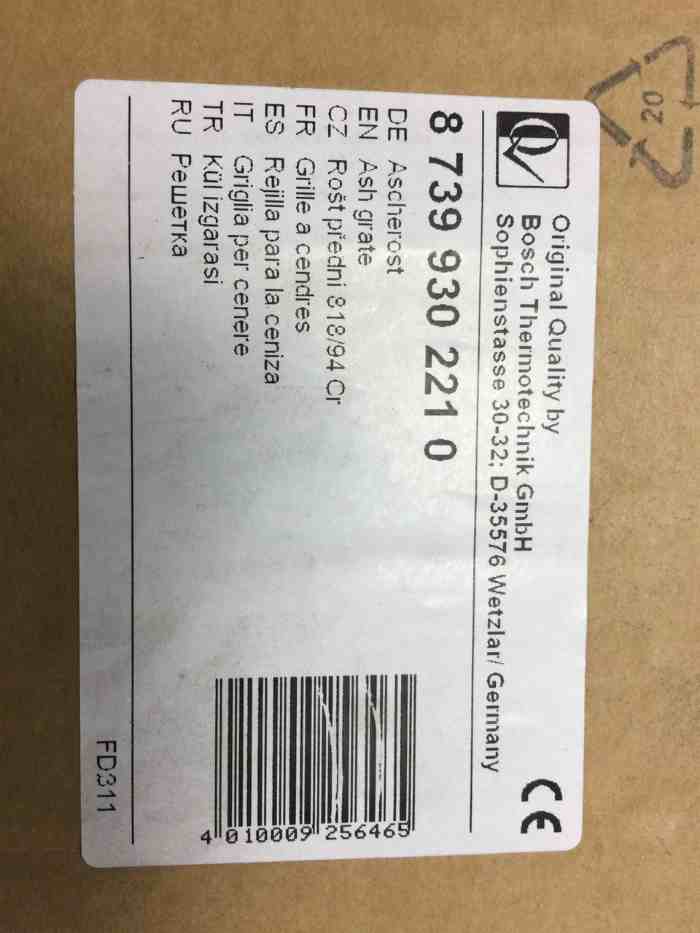 Original Quality by
Bosch Thermotechnik GmbH
Sophienstasse 30-32; D-35576 Wetzlar/ Germany
CE
8 739 930 221 0
DE Ascherost
EN Ash grate
CZ Rošt přední 818/94 Cr
FR Grille a cendres
ES Rejilla para la ceniza
IT Griglia per cenere
TR Kül izgarasi
RU Решетка
4 010009 256465
FD311
20